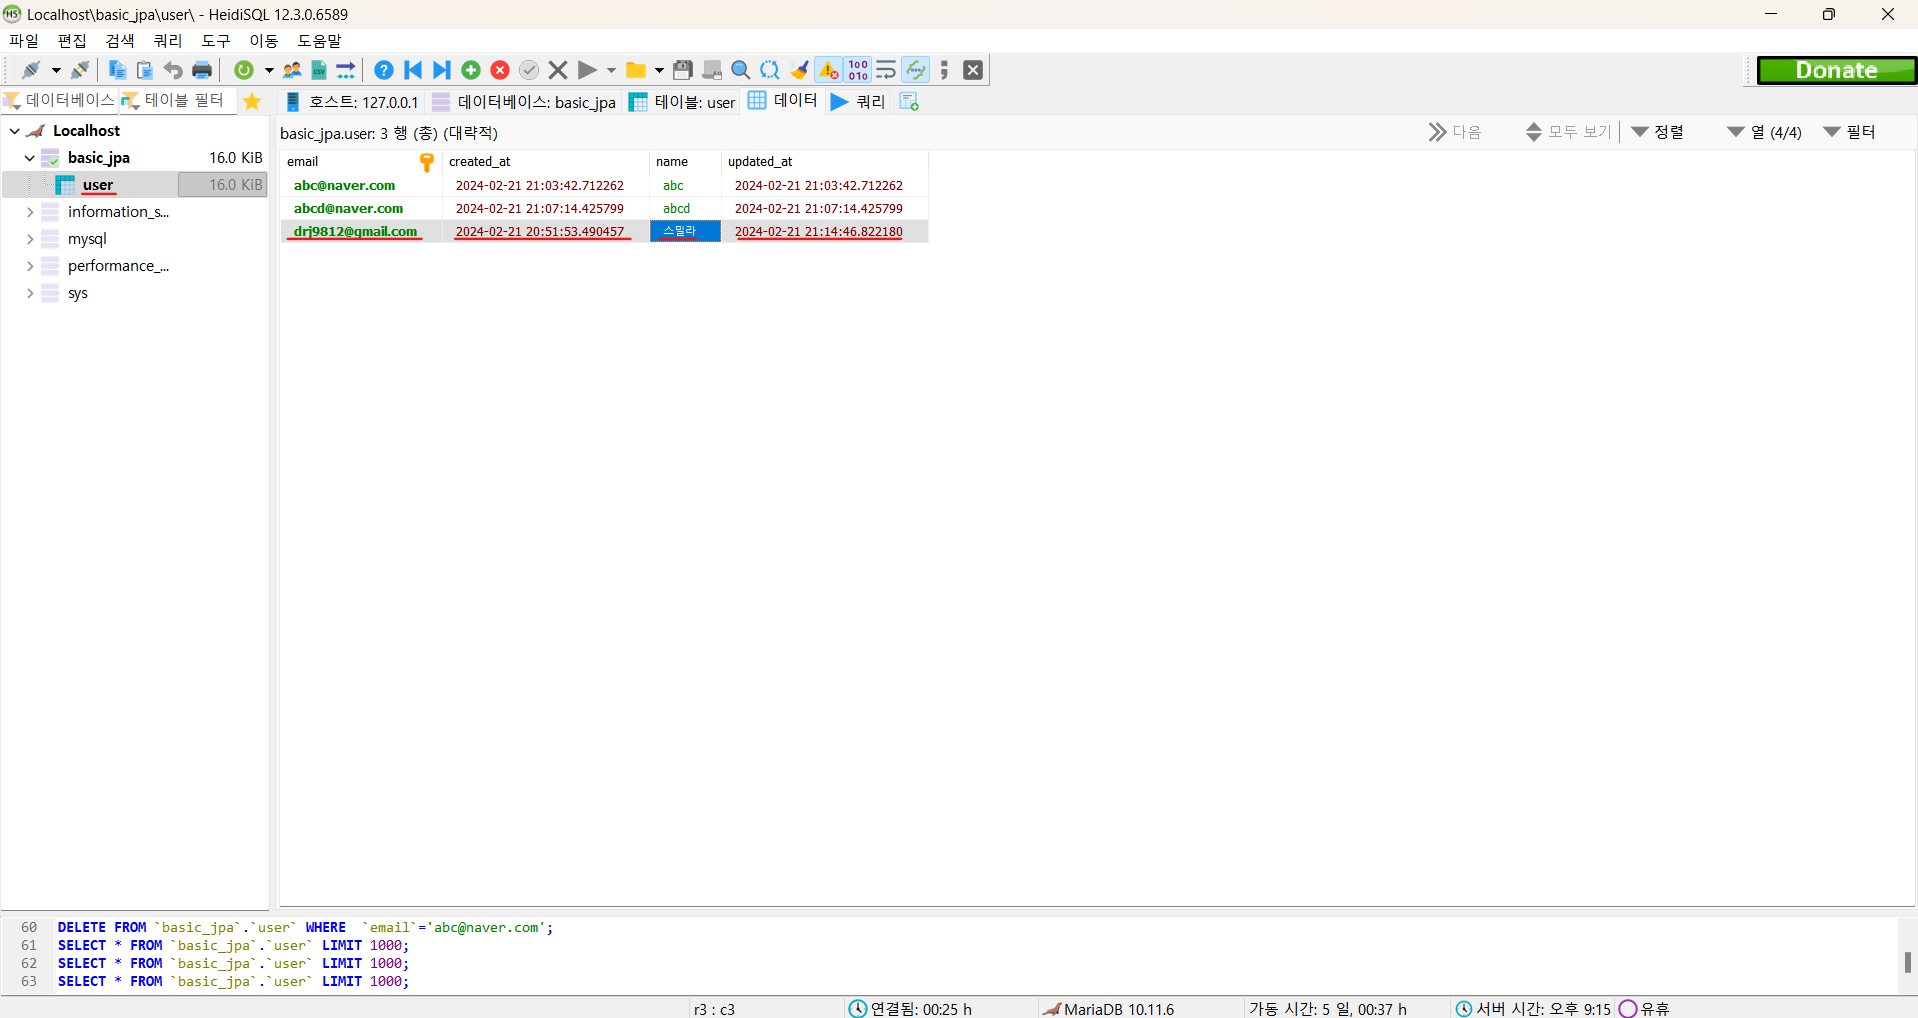 Localhost\basic_jpa\user\ - HeidiSQL 12.3.0.6589
파일 편집 검색 쿼리 도구 이동 도움말
Donate
데이터베이스 테이블 필터 호스트: 127.0.0.1 데이터베이스: basic_jpa 테이블: user 데이터 쿼리
Localhost
basic_jpa 16.0 KiB
user 16.0 KiB
information_s...
mysql
performance_...
sys
basic_jpa.user: 3 행 (총) (대략적) 다음 모두 보기 정렬 열 (4/4) 필터
email created_at name updated_at
abc@naver.com 2024-02-21 21:03:42.712262 abc 2024-02-21 21:03:42.712262
abcd@naver.com 2024-02-21 21:07:14.425799 abcd 2024-02-21 21:07:14.425799
drj9812@gmail.com 2024-02-21 20:51:53.490457 스밀라 2024-02-21 21:14:46.822180
60 DELETE FROM `basic_jpa`.`user` WHERE  `email`='abc@naver.com';
61 SELECT * FROM `basic_jpa`.`user` LIMIT 1000;
62 SELECT * FROM `basic_jpa`.`user` LIMIT 1000;
63 SELECT * FROM `basic_jpa`.`user` LIMIT 1000;
r3 : c3 연결됨: 00:25 h MariaDB 10.11.6 가동 시간: 5 일, 00:37 h 서버 시간: 오후 9:15 유휴